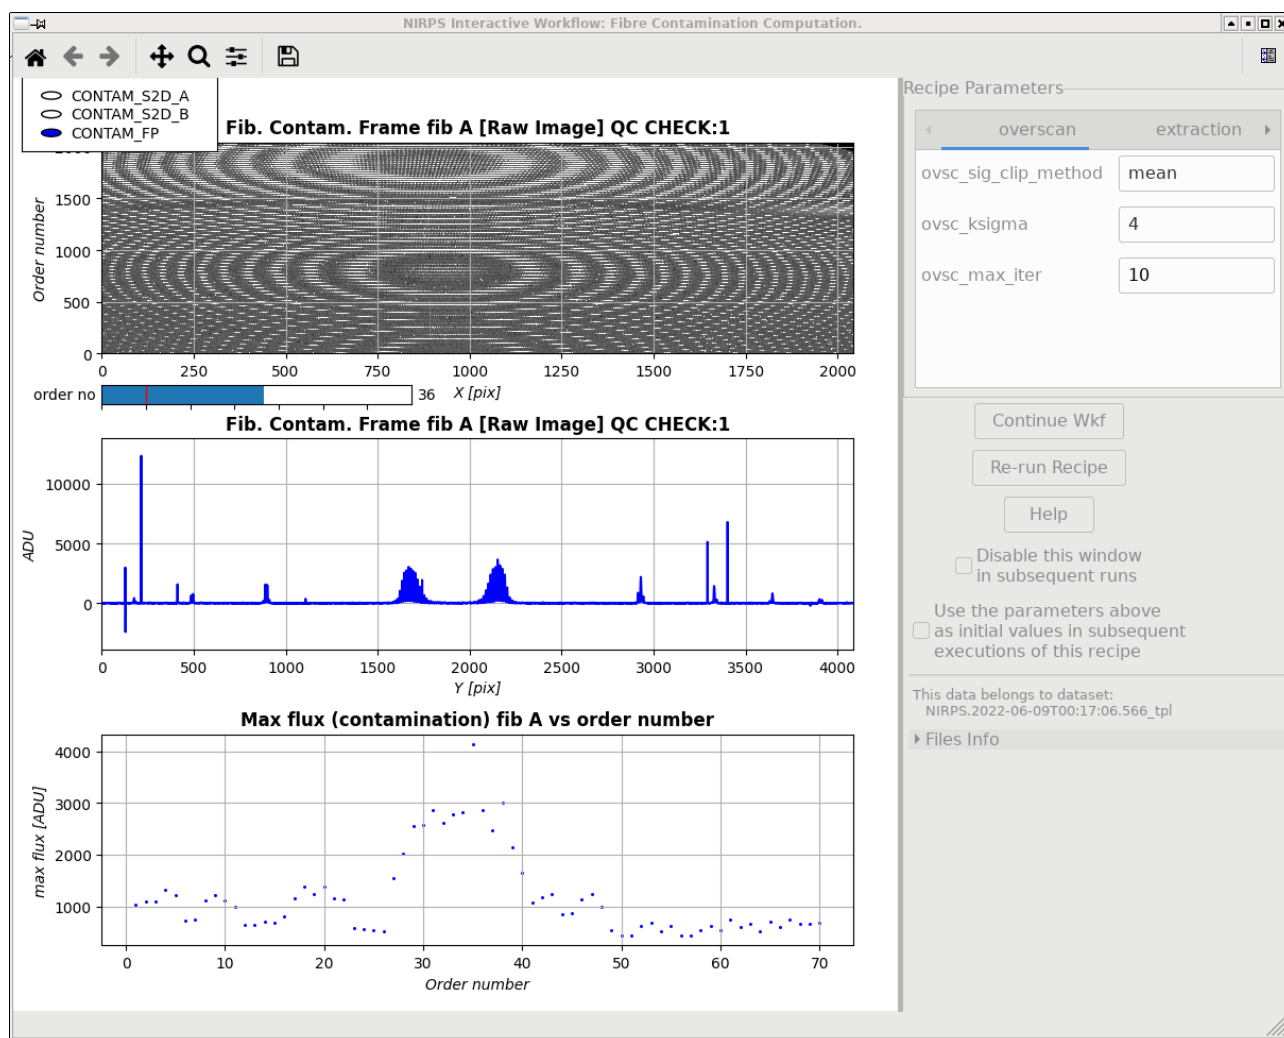 NIRPS Interactive Workflow: Fibre Contamination Computation.
CONTAM_S2D_A
CONTAM_S2D_B
CONTAM_FP
Fib. Contam. Frame fib A [Raw Image] QC CHECK:1
1500
1000
500
0
Order number
0 250 500 750 1000 1250 1500 1750 2000
X [pix]
order no 36
Fib. Contam. Frame fib A [Raw Image] QC CHECK:1
10000
5000
0
ADU
0 500 1000 1500 2000 2500 3000 3500 4000
Y [pix]
Max flux (contamination) fib A vs order number
4000
3000
2000
1000
max flux [ADU]
0 10 20 30 40 50 60 70
Order number
Recipe Parameters
overscan extraction
ovsc_sig_clip_method mean
ovsc_ksigma 4
ovsc_max_iter 10
Continue Wkf
Re-run Recipe
Help
Disable this window
in subsequent runs
Use the parameters above
as initial values in subsequent
executions of this recipe
This data belongs to dataset:
NIRPS.2022-06-09T00:17:06.566_tpl
Files Info